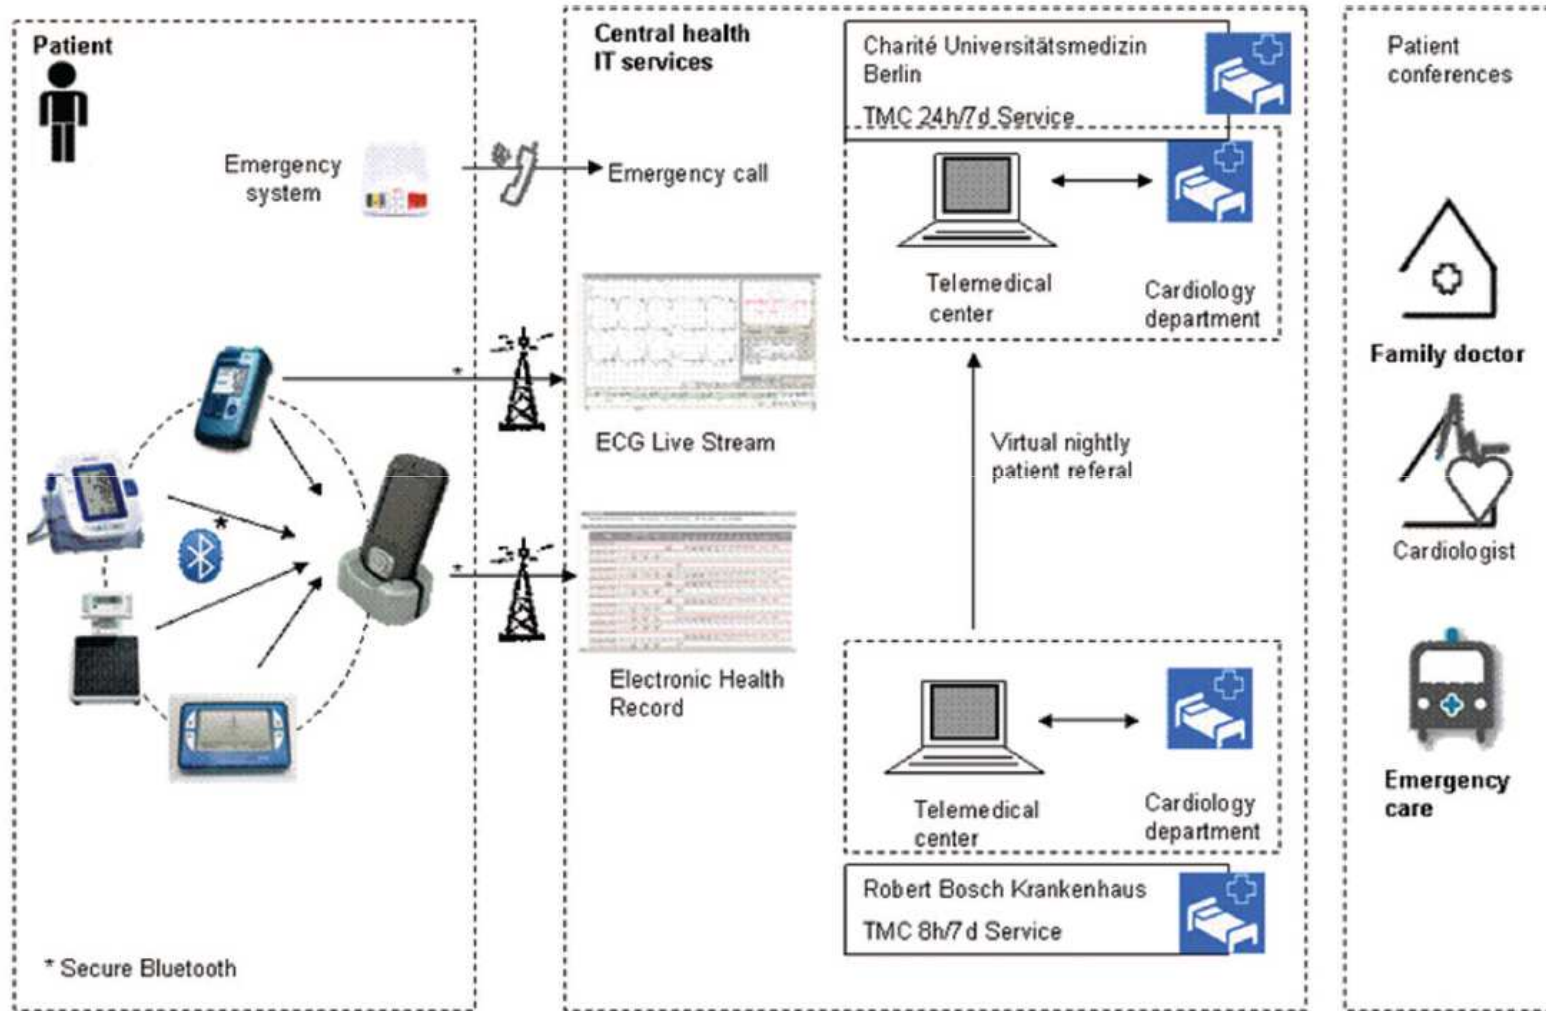 Patient
Emergency
system
* Secure Bluetooth
*
*
*
Central health
IT services
Emergency call
ECG Live Stream
Electronic Health
Record
Charité Universitätsmedizin
Berlin
TMC 24h/7d Service
Telemedical
center
Cardiology
department
Virtual nightly
patient referal
Telemedical
center
Cardiology
department
Robert Bosch Krankenhaus
TMC 8h/7d Service
Patient
conferences
Family doctor
Cardiologist
Emergency
care